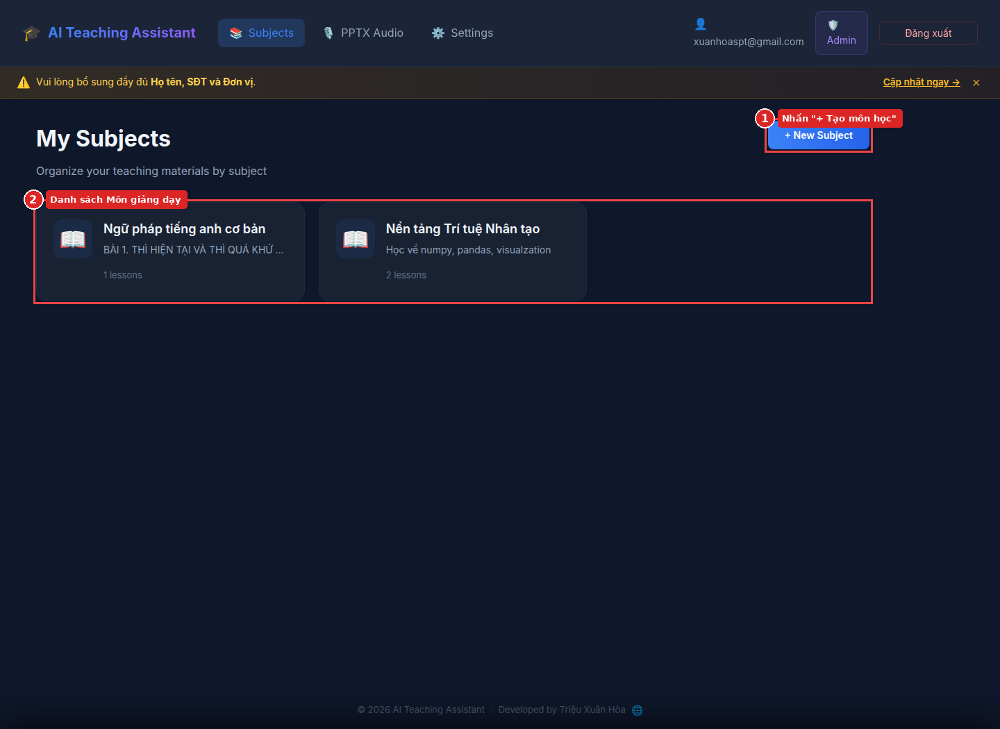 AI Teaching Assistant
Subjects
PPTX Audio
Settings
xuanhoaspt@gmail.com
Admin
Đăng xuất
Vui lòng bổ sung đầy đủ Họ tên, SĐT và Đơn vị.
Cập nhật ngay →
My Subjects
1
Nhấn "+ Tạo môn học"
+ New Subject
Organize your teaching materials by subject
2
Danh sách Môn giảng dạy
Ngữ pháp tiếng anh cơ bản
BÀI 1. THÌ HIỆN TẠI VÀ THÌ QUÁ KHỨ ...
1 lessons
Nền tảng Trí tuệ Nhân tạo
Học về numpy, pandas, visualzation
2 lessons
© 2026 AI Teaching Assistant · Developed by Triệu Xuân Hòa